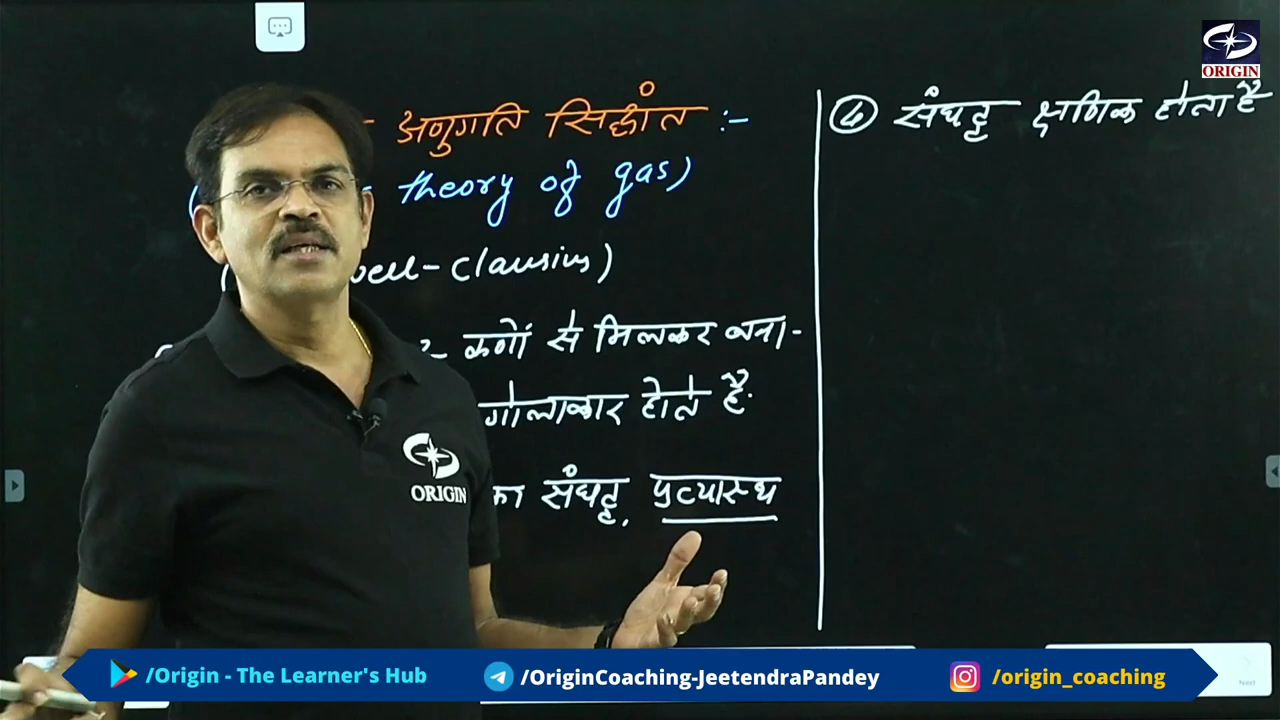 ORIGIN
अणुगति सिद्धांत :-
theory of gas)
well-clausius)
कणों से मिलकर बना-
गोलाकार होते है.
का संघट्ट, प्रत्यास्थ
④ संघट्ट क्षणिक होता है
ORIGIN
/Origin - The Learner's Hub
/OriginCoaching-JeetendraPandey
/origin_coaching
Next